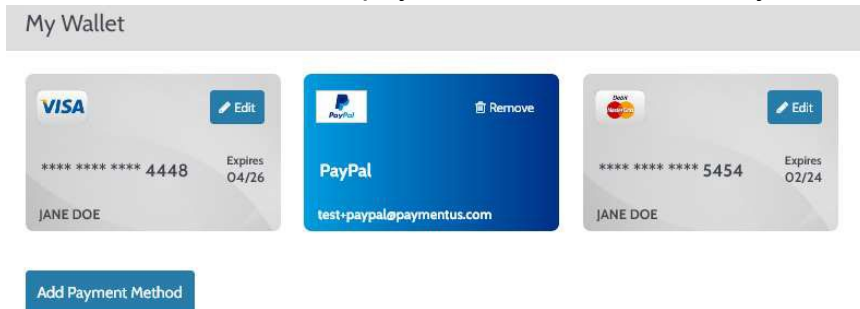 My Wallet
VISA
Edit
**** **** **** 4448
Expires
04/26
JANE DOE
PayPal
Remove
PayPal
test+paypal@paymentus.com
Debit
MasterCard
Edit
**** **** **** 5454
Expires
02/24
JANE DOE
Add Payment Method